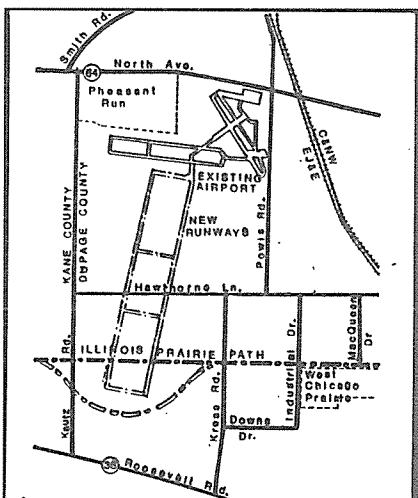 Smith Rd.
64
North Ave.
Pheasant
Run
C&NW
EJ&E
EXISTING
AIRPORT
NEW
RUNWAYS
Powis Rd.
KANE COUNTY
DUPAGE COUNTY
Hawthorne Ln.
Kautz Rd.
ILLINOIS PRAIRIE PATH
Kress Rd.
Industrial Dr.
MacQueen
Dr
West
Chicago
Prairie
Downs
Dr.
38
Roosevelt Rd.